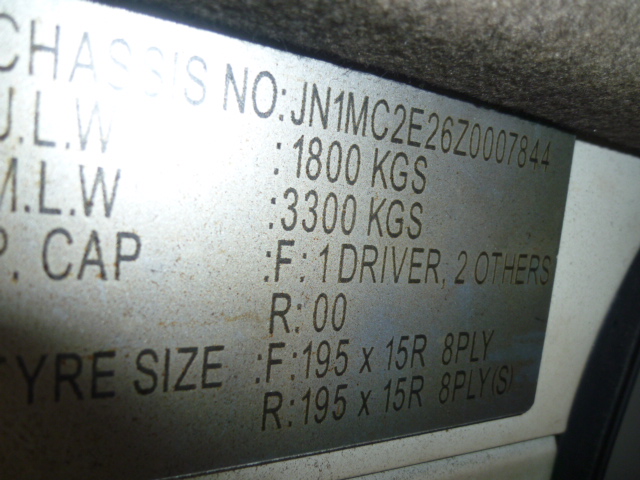 CHASSIS NO:JN1MC2E26Z0007844
U.L.W :1800 KGS
M.L.W :3300 KGS
P. CAP :F: 1 DRIVER, 2 OTHERS
R: 00
TYRE SIZE :F:195 x 15R 8PLY
R:195 x 15R 8PLY(S)